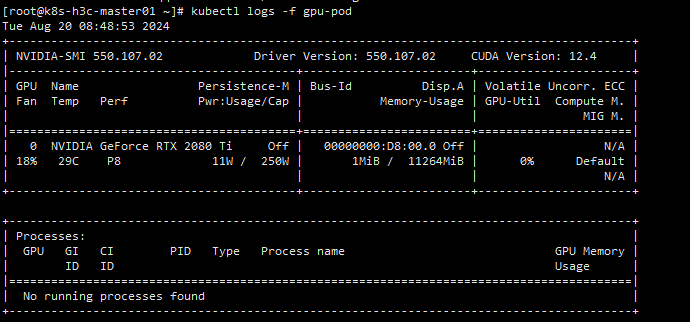 [root@k8s-h3c-master01 ~]# kubectl logs -f gpu-pod
Tue Aug 20 08:48:53 2024
+-----------------------------------------------------------------------------------------+
| NVIDIA-SMI 550.107.02             Driver Version: 550.107.02     CUDA Version: 12.4     |
|-----------------------------------------+------------------------+----------------------+
| GPU  Name                 Persistence-M | Bus-Id          Disp.A | Volatile Uncorr. ECC |
| Fan  Temp   Perf          Pwr:Usage/Cap |           Memory-Usage | GPU-Util  Compute M. |
|                                         |                        |               MIG M. |
|=========================================+========================+======================|
|   0  NVIDIA GeForce RTX 2080 Ti     Off |   00000000:D8:00.0 Off |                  N/A |
| 18%   29C    P8              11W /  250W |       1MiB /  11264MiB |      0%      Default |
|                                         |                        |                  N/A |
+-----------------------------------------+------------------------+----------------------+
+-----------------------------------------------------------------------------------------+
| Processes:                                                                              |
|  GPU   GI   CI        PID   Type   Process name                              GPU Memory |
|        ID   ID                                                               Usage      |
|=========================================================================================|
|  No running processes found                                                             |
+-----------------------------------------------------------------------------------------+